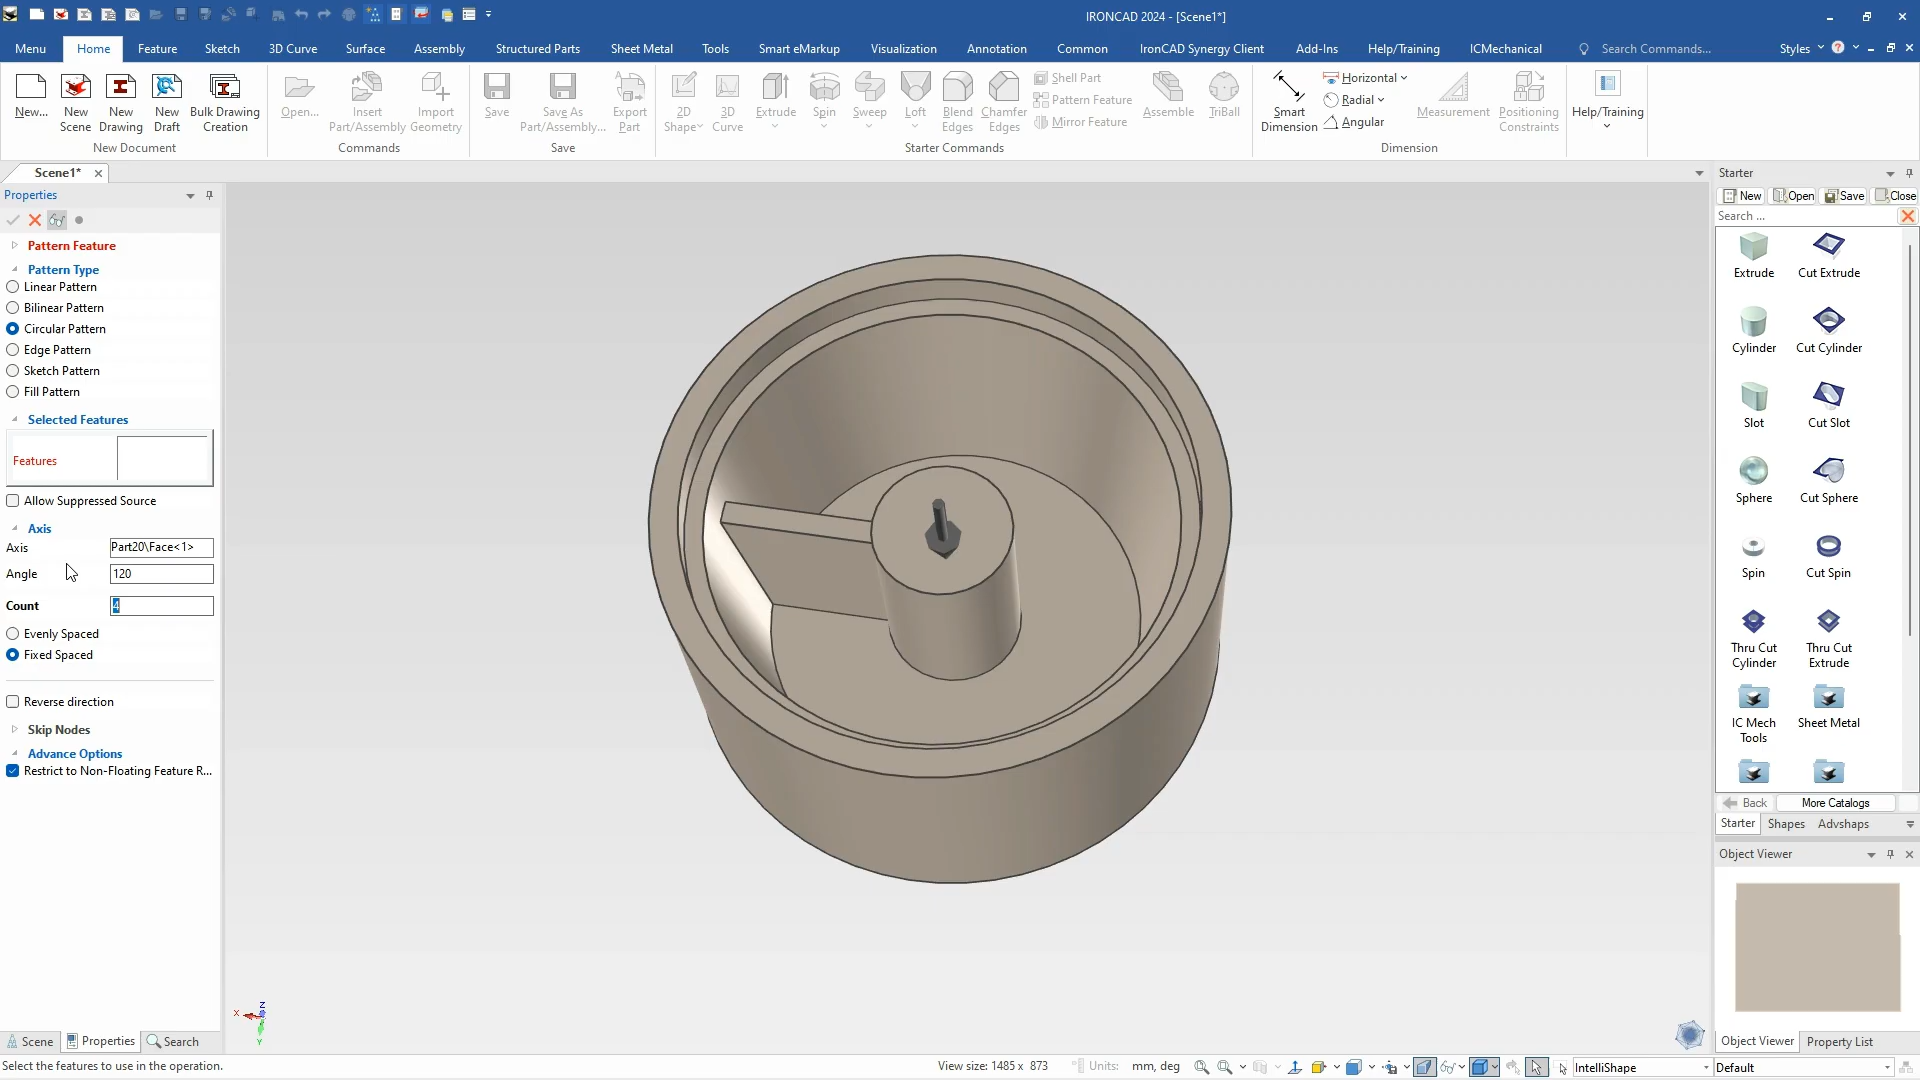 IRONCAD 2024 - [Scene1*]
Menu Home Feature Sketch 3D Curve Surface Assembly Structured Parts Sheet Metal Tools Smart eMarkup Visualization Annotation Common IronCAD Synergy Client Add-Ins Help/Training ICMechanical Search Commands... Styles
New... New Scene New Drawing New Draft Bulk Drawing Creation
New Document
Open... Insert Part/Assembly Import Geometry
Commands
Save Save As Part/Assembly... Export Part
Save
2D Shape 3D Curve Extrude Spin Sweep Loft Blend Edges Chamfer Edges
Shell Part
Pattern Feature
Mirror Feature
Assemble TriBall
Starter Commands
Smart Dimension
Horizontal
Radial
Angular
Measurement Positioning Constraints
Dimension
Help/Training
Scene1*
Properties
Pattern Feature
Pattern Type
Linear Pattern
Bilinear Pattern
Circular Pattern
Edge Pattern
Sketch Pattern
Fill Pattern
Selected Features
Features
Allow Suppressed Source
Axis
Axis Part20\Face<1>
Angle 120
Count 4
Evenly Spaced
Fixed Spaced
Reverse direction
Skip Nodes
Advance Options
Restrict to Non-Floating Feature R...
Scene Properties Search
X Z Y
Starter
New Open Save Close
Search ...
Extrude Cut Extrude
Cylinder Cut Cylinder
Slot Cut Slot
Sphere Cut Sphere
Spin Cut Spin
Thru Cut Cylinder Thru Cut Extrude
IC Mech Tools Sheet Metal
Back More Catalogs
Starter Shapes Advshaps
Object Viewer
Object Viewer Property List
Select the features to use in the operation.
View size: 1485 x 873 Units: mm, deg IntelliShape Default